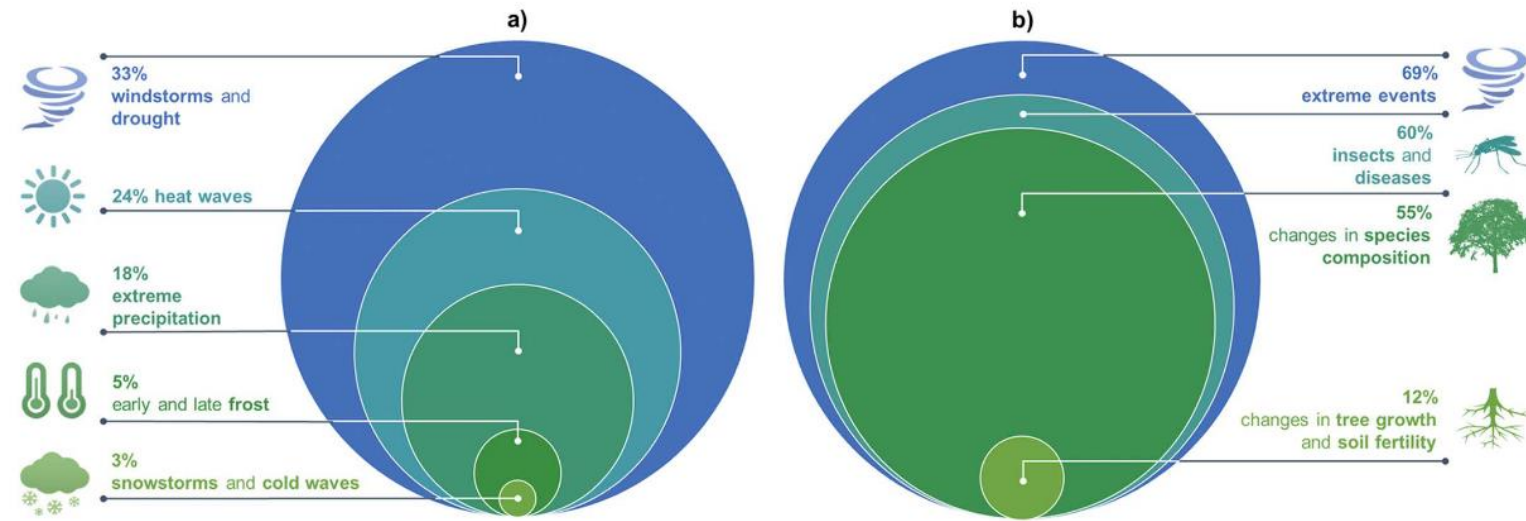 a)
33%
windstorms and
drought
24% heat waves
18%
extreme
precipitation
5%
early and late frost
3%
snowstorms and cold waves
b)
69%
extreme events
60%
insects and
diseases
55%
changes in species
composition
12%
changes in tree growth
and soil fertility